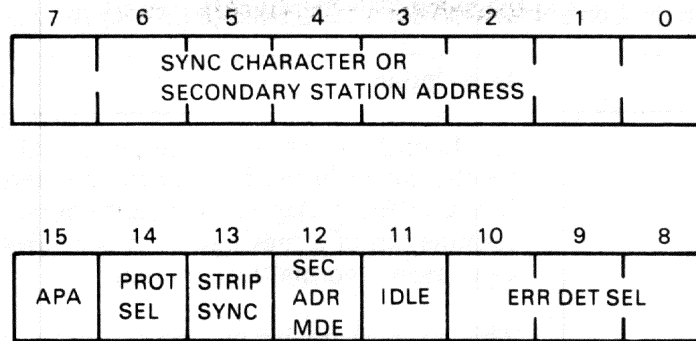 7 6 5 4 3 2 1 0
SYNC CHARACTER OR
SECONDARY STATION ADDRESS
15 14 13 12 11 10 9 8
APA PROT SEL STRIP SYNC SEC ADR MDE IDLE ERR DET SEL